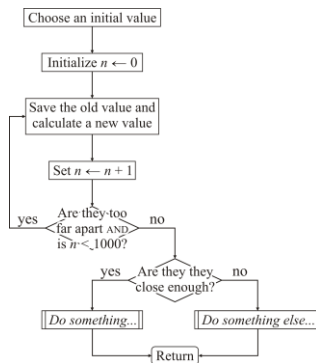 Choose an initial value
Initialize n ← 0
Save the old value and
calculate a new value
Set n ← n + 1
Are they too
far apart AND
is n < 1000?
yes
no
Are they they
close enough?
yes
no
Do something...
Do something else...
Return